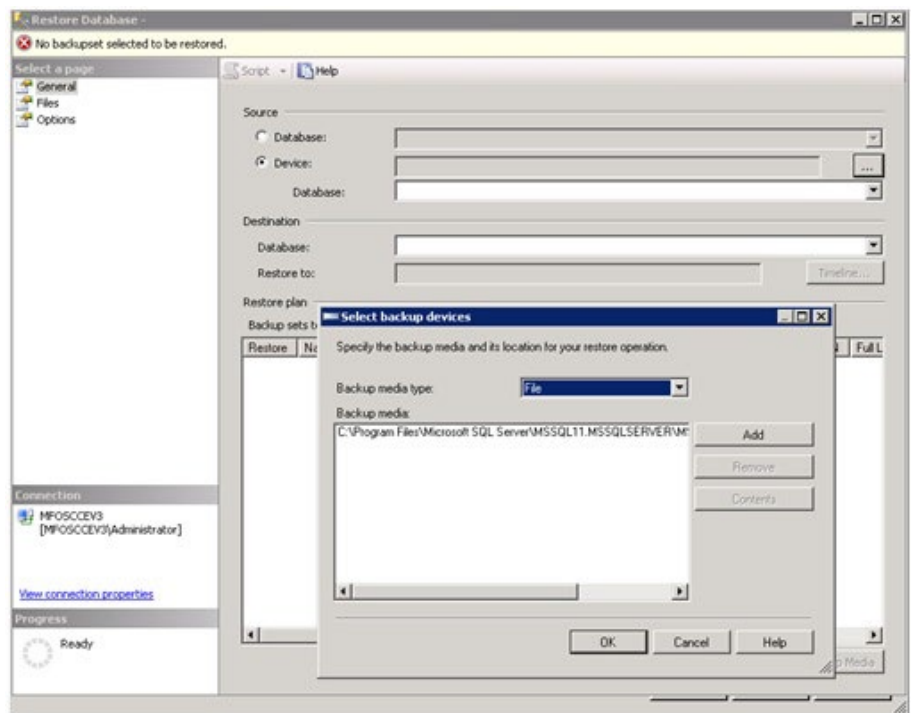 Restore Database -
No backupset selected to be restored.
Select a page
General
Files
Options
Script
Help
Source
Database:
Device:
...
Database:
Destination
Database:
Restore to:
Timeline...
Restore plan
Backup sets t
Restore
Na
Full L
Select backup devices
Specify the backup media and its location for your restore operation.
Backup media type:
File
Backup media:
C:\Program Files\Microsoft SQL Server\MSSQL11.MSSQLSERVER\MS
Add
Remove
Contents
OK
Cancel
Help
Media
Connection
MFOSCCEV3
[MFOSCCEV3\Administrator]
View connection properties
Progress
Ready